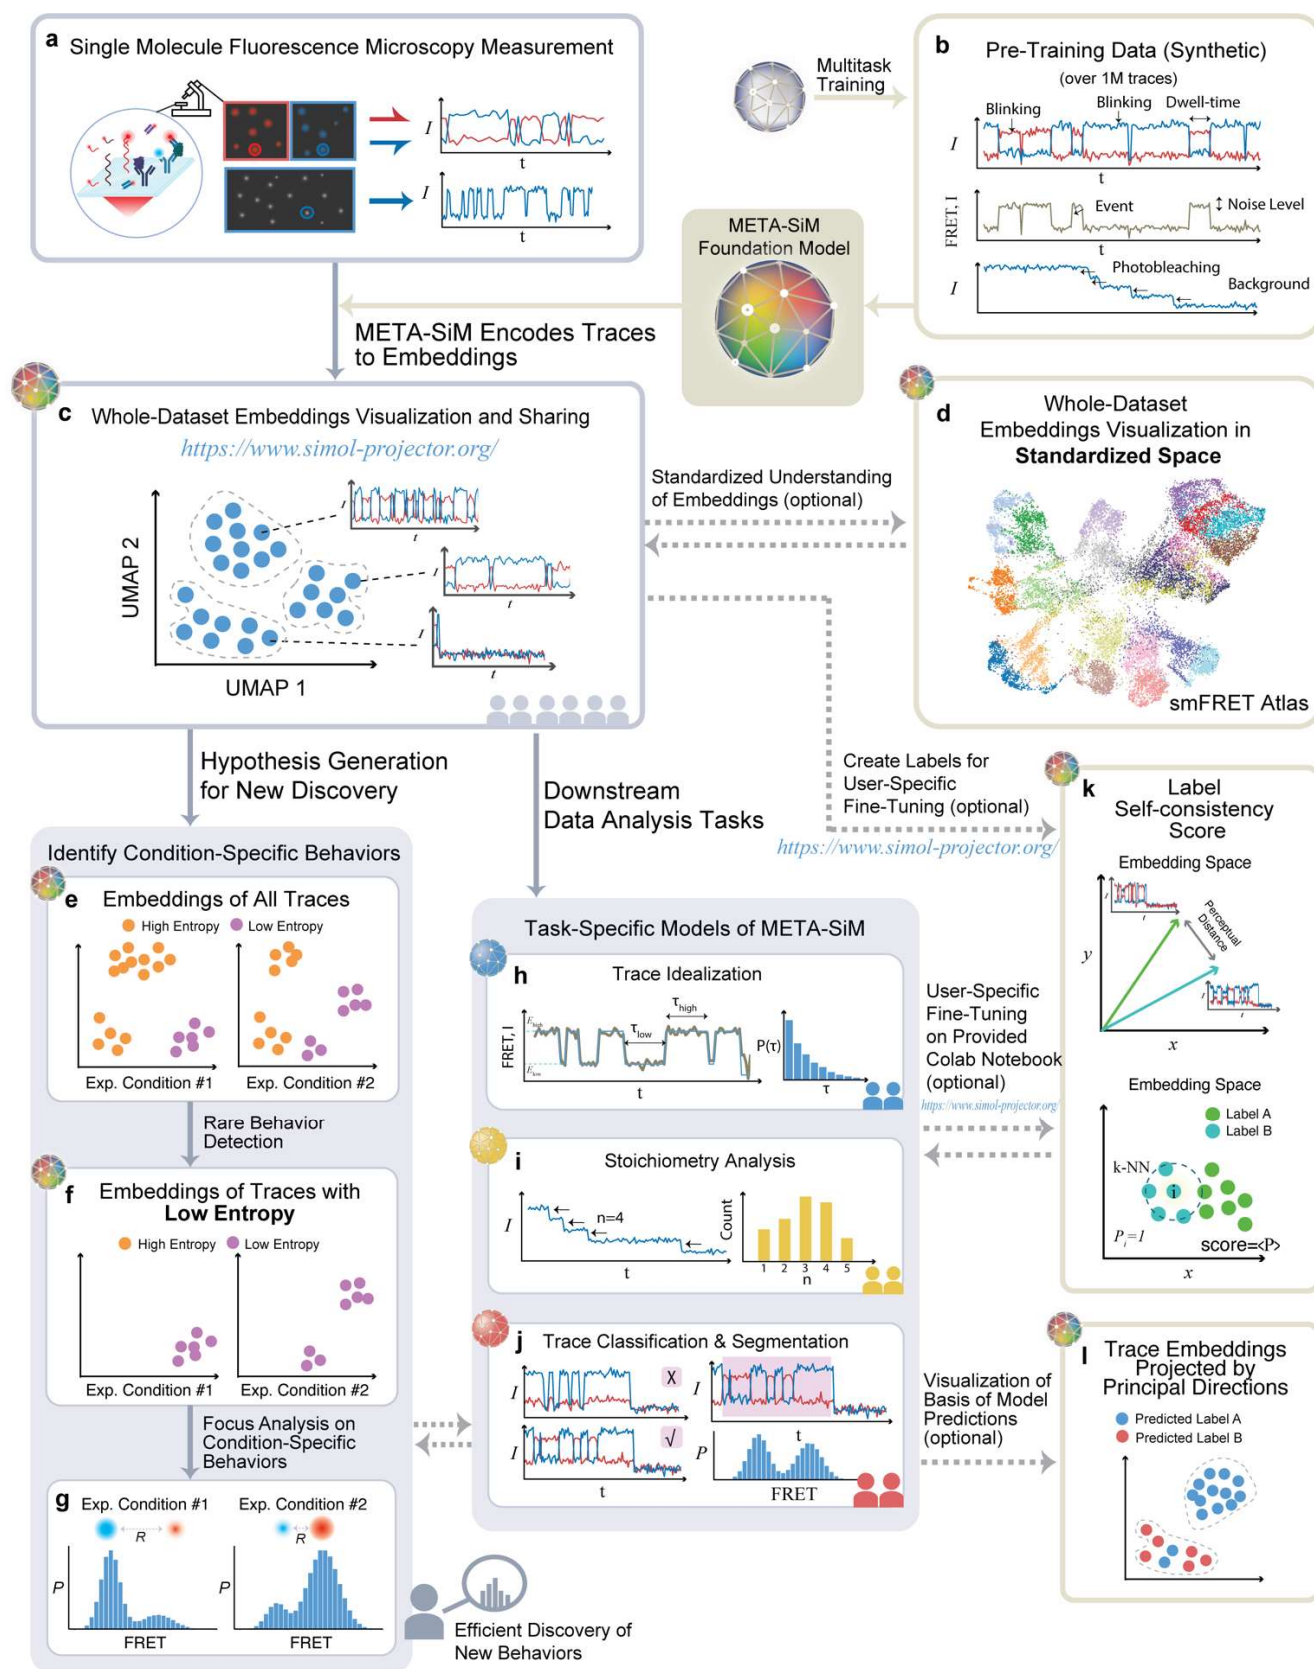 a
Single Molecule Fluorescence Microscopy Measurement
I
t
I
t
Multitask
Training
b
Pre-Training Data (Synthetic)
(over 1M traces)
Blinking
Blinking
Dwell-time
I
t
FRET, I
Event
Noise Level
t
I
Photobleaching
Background
t
META-SiM
Foundation Model
META-SiM Encodes Traces
to Embeddings
c
Whole-Dataset Embeddings Visualization and Sharing
https://www.simol-projector.org/
UMAP 2
UMAP 1
I
t
I
t
I
t
Standardized Understanding
of Embeddings (optional)
d
Whole-Dataset
Embeddings Visualization in
Standardized Space
smFRET Atlas
Hypothesis Generation
for New Discovery
Downstream
Data Analysis Tasks
Create Labels for
User-Specific
Fine-Tuning (optional)
https://www.simol-projector.org/
Identify Condition-Specific Behaviors
e
Embeddings of All Traces
High Entropy
Low Entropy
Exp. Condition #1
Exp. Condition #2
Rare Behavior
Detection
f
Embeddings of Traces with
Low Entropy
High Entropy
Low Entropy
Exp. Condition #1
Exp. Condition #2
Focus Analysis on
Condition-Specific
Behaviors
g
Exp. Condition #1
Exp. Condition #2
R
R
P
FRET
P
FRET
Efficient Discovery of
New Behaviors
Task-Specific Models of META-SiM
h
Trace Idealization
FRET, I
Ehigh
Elow
τlow
τhigh
t
P(τ)
τ
i
Stoichiometry Analysis
I
n=4
t
Count
1 2 3 4 5
n
j
Trace Classification & Segmentation
I
X
I
√
t
I
t
P
FRET
User-Specific
Fine-Tuning
on Provided
Colab Notebook
(optional)
https://www.simol-projector.org/
Visualization of
Basis of Model
Predictions
(optional)
k
Label
Self-consistency
Score
Embedding Space
I
t
Perceptual
Distance
I
t
y
x
Embedding Space
Label A
Label B
k-NN
i
Pi=1
score=<P>
x
l
Trace Embeddings
Projected by
Principal Directions
Predicted Label A
Predicted Label B